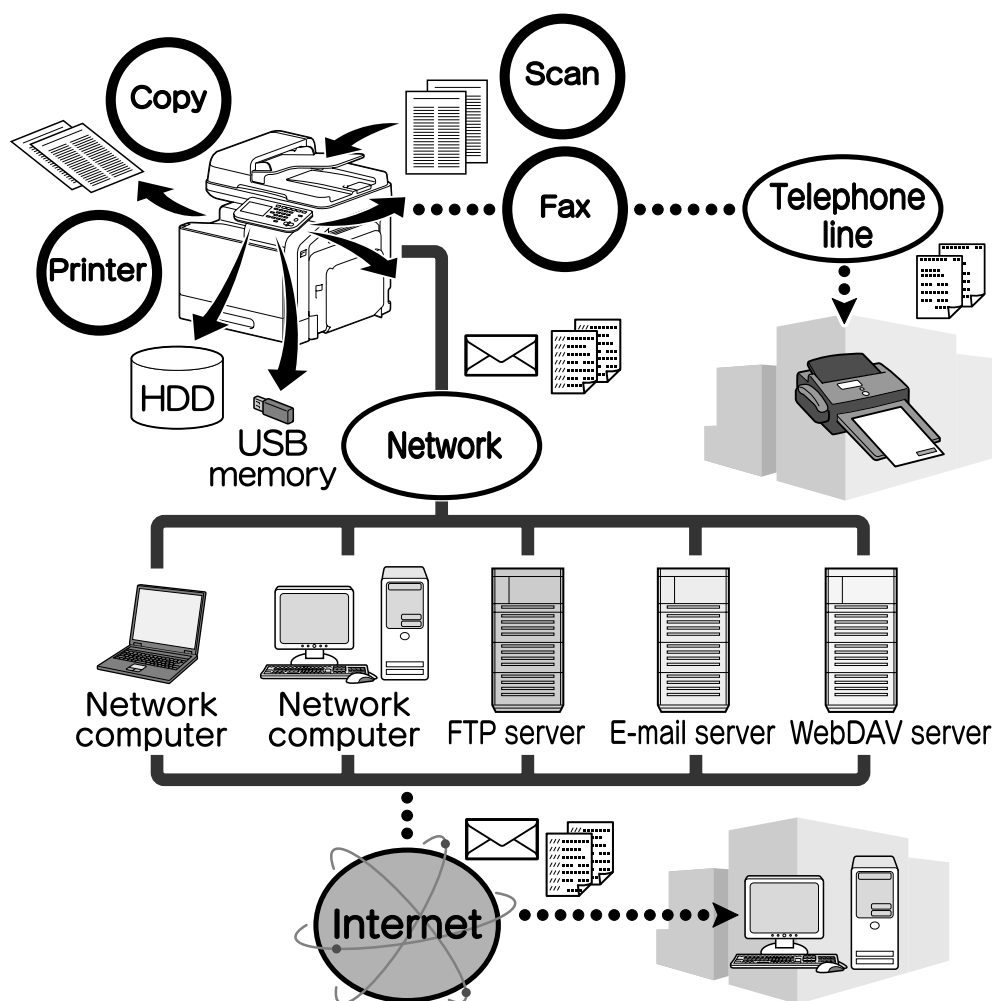 Scan
Copy
Fax
Telephone
line
Printer
HDD
USB
memory
Network
Network
computer
Network
computer
FTP server
E-mail server
WebDAV server
Internet